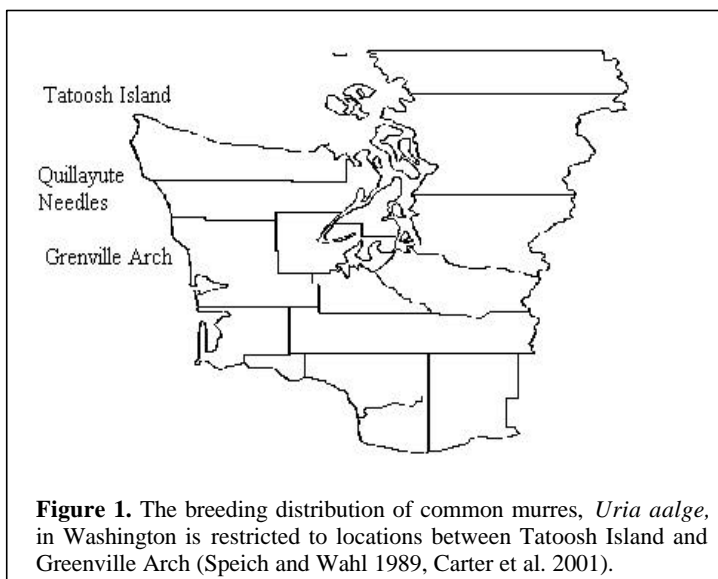 Tatoosh Island
Quillayute
Needles
Grenville Arch
Figure 1. The breeding distribution of common murres, Uria aalge,
in Washington is restricted to locations between Tatoosh Island and
Greenville Arch (Speich and Wahl 1989, Carter et al. 2001).